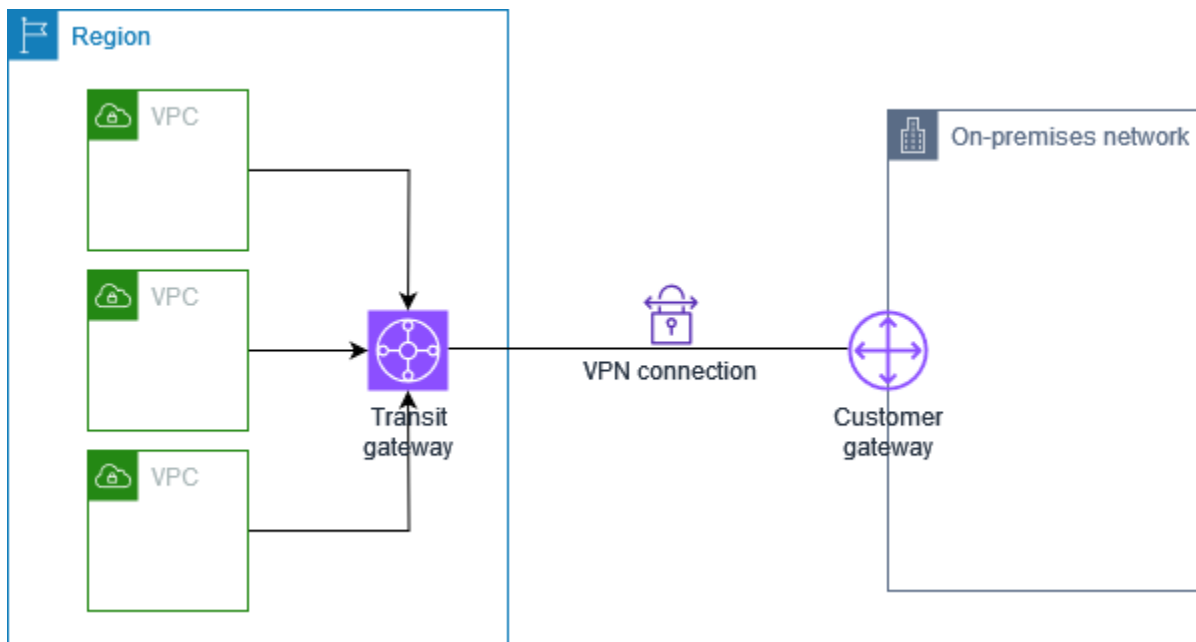 Region
VPC
On-premises network
VPC
VPN connection
Transit
gateway
Customer
gateway
VPC